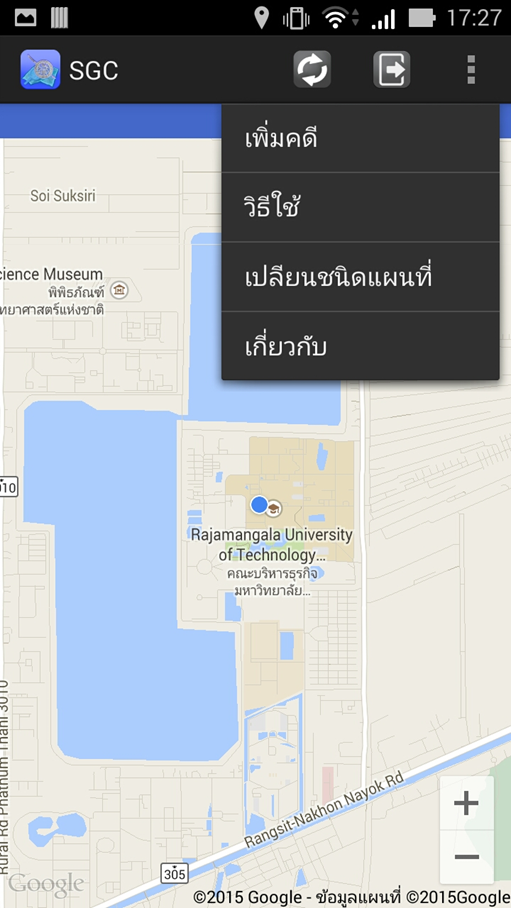 17:27
SGC
เพิ่มคดี
วิธีใช้
เปลี่ยนชนิดแผนที่
เกี่ยวกับ
Soi Suksiri
cience Museum
พิพิธภัณฑ์
ทยาศาสตร์แห่งชาติ
10
Rajamangala University
of Technology...
คณะบริหารธุรกิจ
มหาวิทยาลัย...
Rural Rd Phathum Thani 3010
Rangsit-Nakhon Nayok Rd
305
+
−
Google
©2015 Google - ข้อมูลแผนที่ ©2015Google